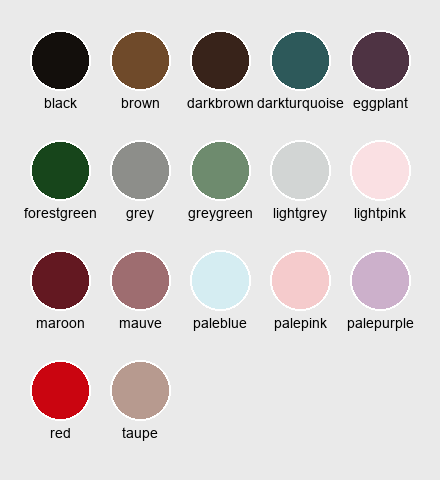 black brown darkbrown darkturquoise eggplant
forestgreen grey greygreen lightgrey lightpink
maroon mauve paleblue palepink palepurple
red taupe